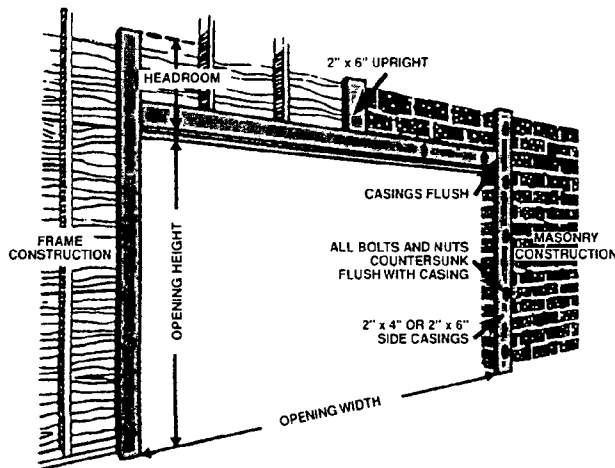 2" x 6" UPRIGHT
HEADROOM
CASINGS FLUSH
FRAME
CONSTRUCTION
OPENING HEIGHT
ALL BOLTS AND NUTS
COUNTERSUNK
FLUSH WITH CASING
MASONRY
CONSTRUCTION
2" x 4" OR 2" x 6"
SIDE CASINGS
OPENING WIDTH